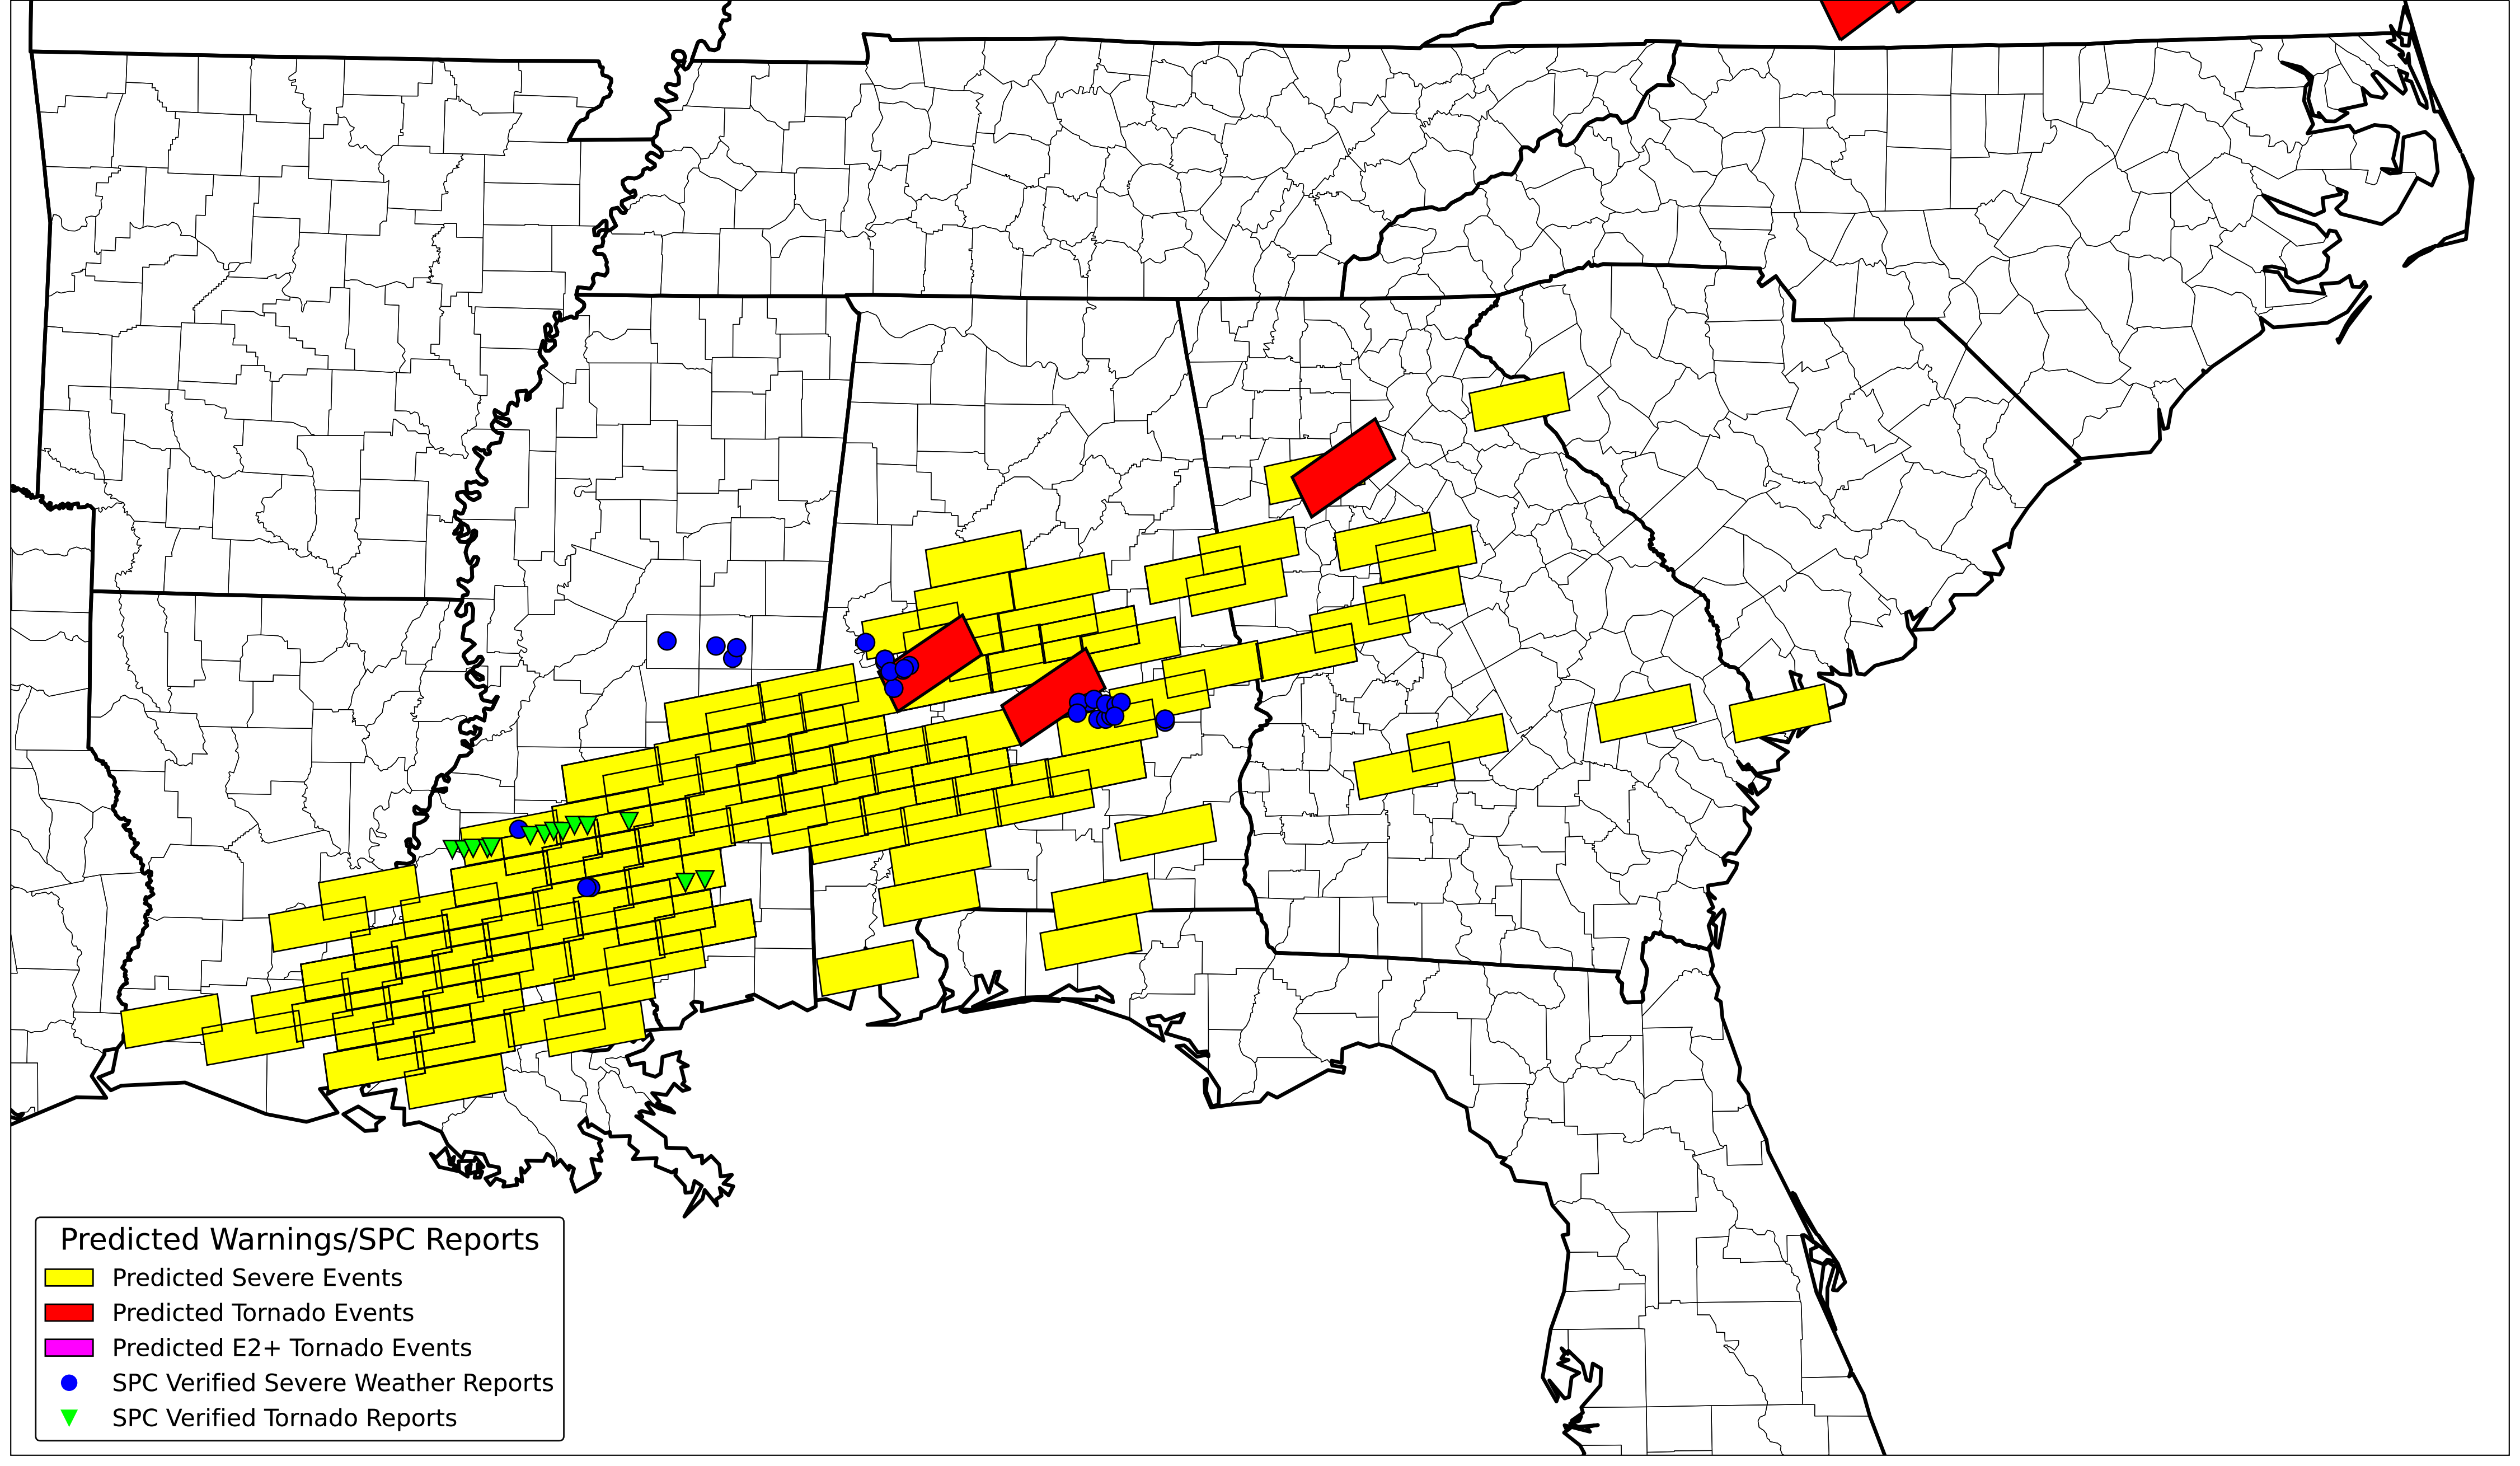 Predicted Warnings/SPC Reports
Predicted Severe Events
Predicted Tornado Events
Predicted E2+ Tornado Events
SPC Verified Severe Weather Reports
SPC Verified Tornado Reports